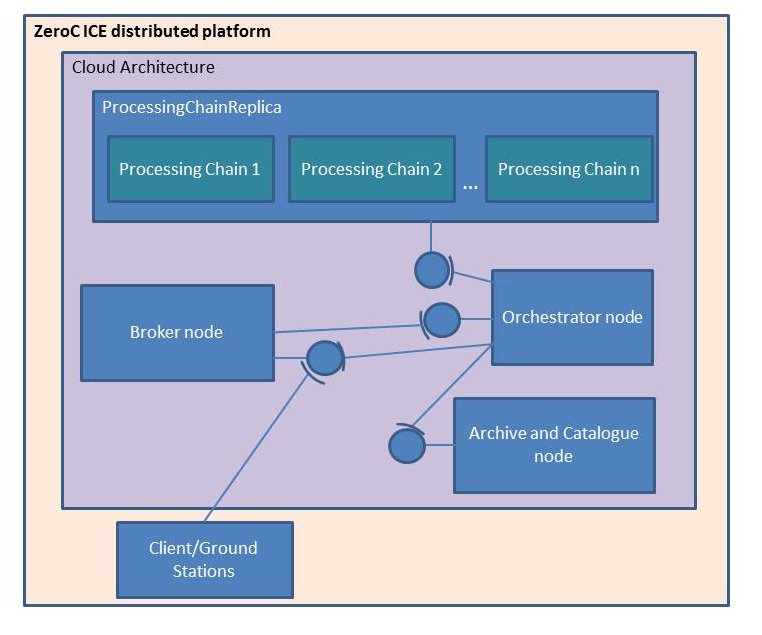 ZeroC ICE distributed platform
Cloud Architecture
ProcessingChainReplica
Processing Chain 1
Processing Chain 2
...
Processing Chain n
Broker node
Orchestrator node
Archive and Catalogue
node
Client/Ground
Stations